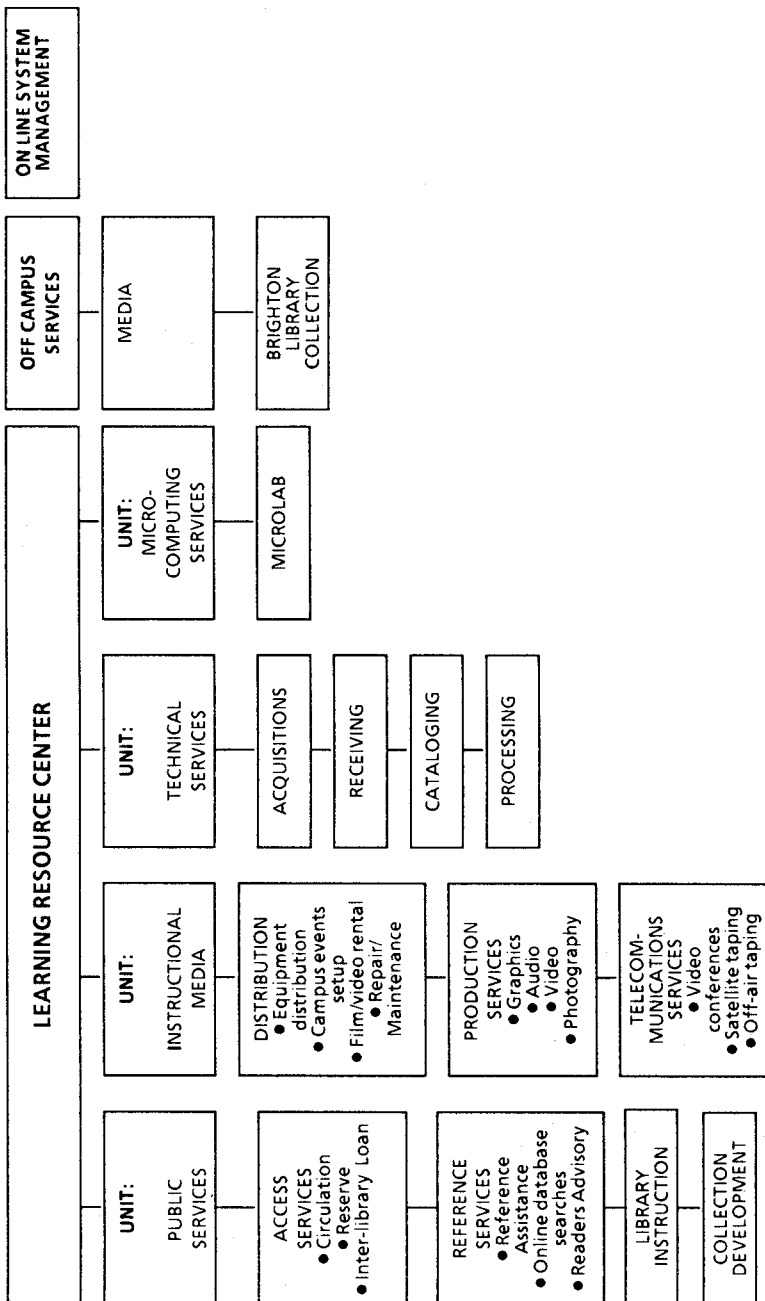 LEARNING RESOURCE CENTER
OFF CAMPUS
SERVICES
ON LINE SYSTEM
MANAGEMENT
UNIT:
PUBLIC
SERVICES
ACCESS
SERVICES
● Circulation
● Reserve
● Inter-library Loan
REFERENCE
SERVICES
● Reference
Assistance
● Online database
searches
● Readers Advisory
LIBRARY
INSTRUCTION
COLLECTION
DEVELOPMENT
UNIT:
INSTRUCTIONAL
MEDIA
DISTRIBUTION
● Equipment
distribution
● Campus events
setup
● Film/video rental
● Repair/
Maintenance
PRODUCTION
SERVICES
● Graphics
● Audio
● Video
● Photography
TELECOM-
MUNICATIONS
SERVICES
● Video
conferences
● Satellite taping
● Off-air taping
UNIT:
TECHNICAL
SERVICES
ACQUISITIONS
RECEIVING
CATALOGING
PROCESSING
UNIT:
MICRO-
COMPUTING
SERVICES
MICROLAB
MEDIA
BRIGHTON
LIBRARY
COLLECTION